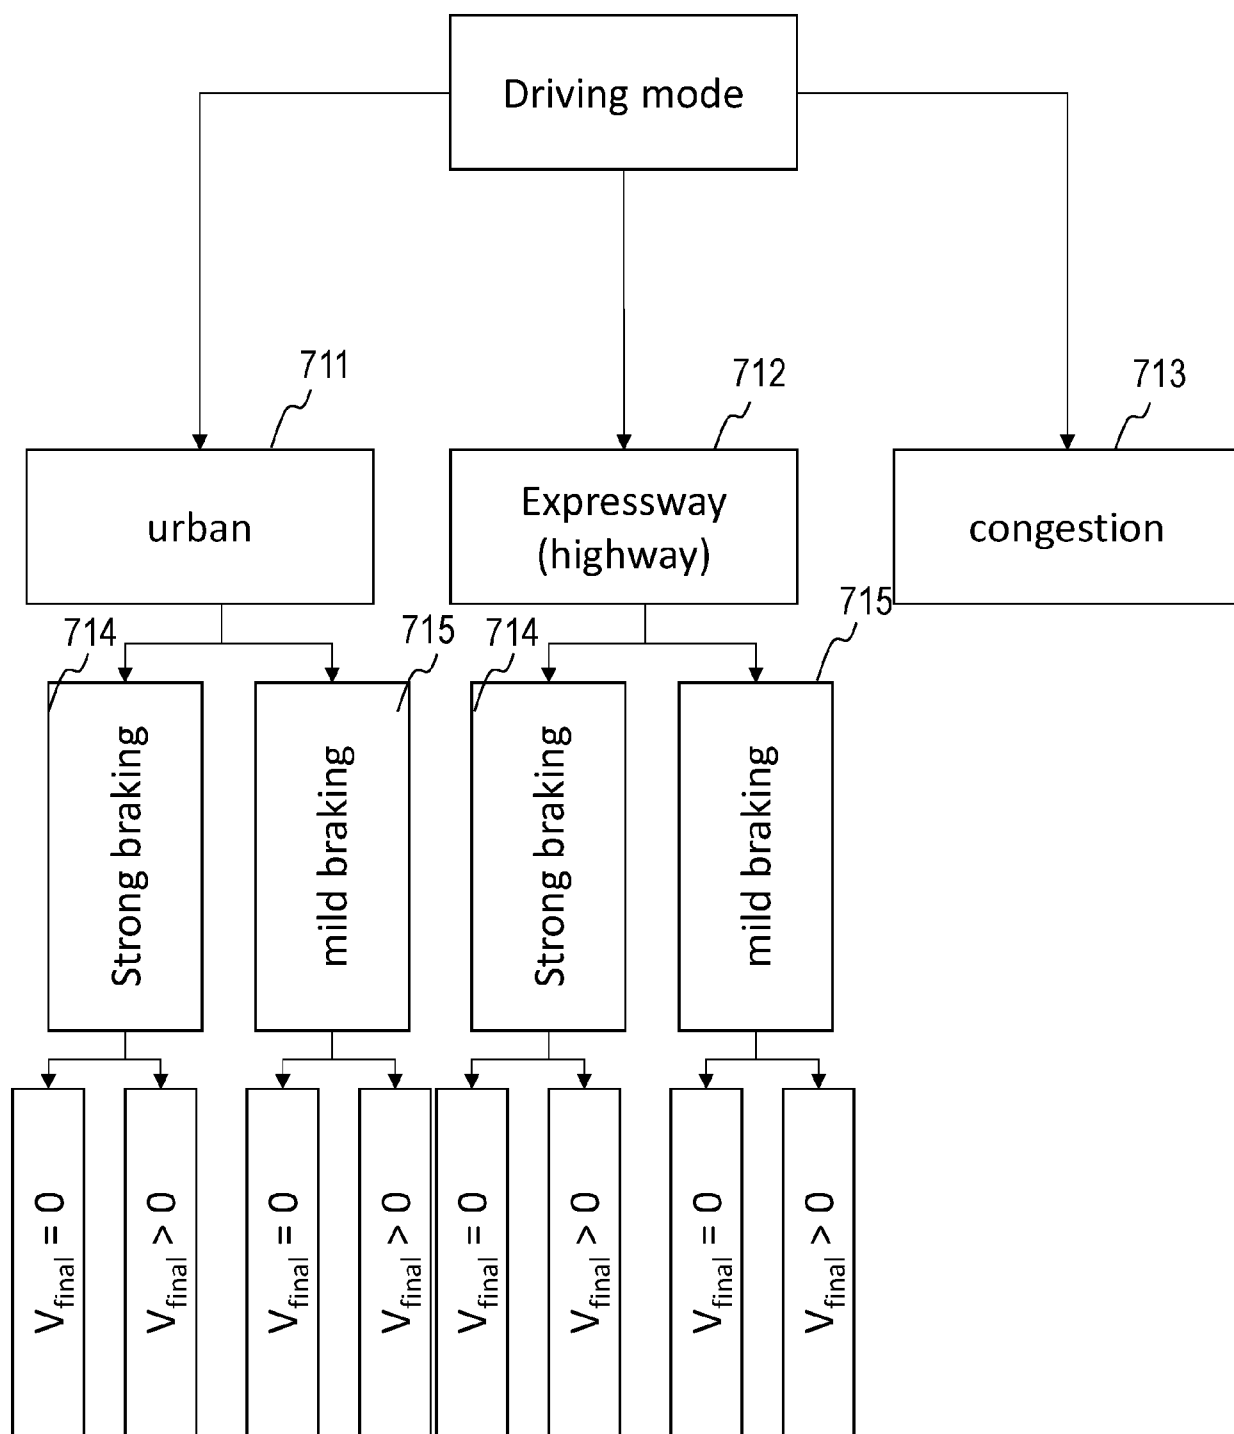 Driving mode
711
712
713
urban
Expressway
(highway)
congestion
714
715
714
715
Strong braking
mild braking
Strong braking
mild braking
V_final = 0
V_final > 0
V_final = 0
V_final > 0
V_final = 0
V_final > 0
V_final = 0
V_final > 0